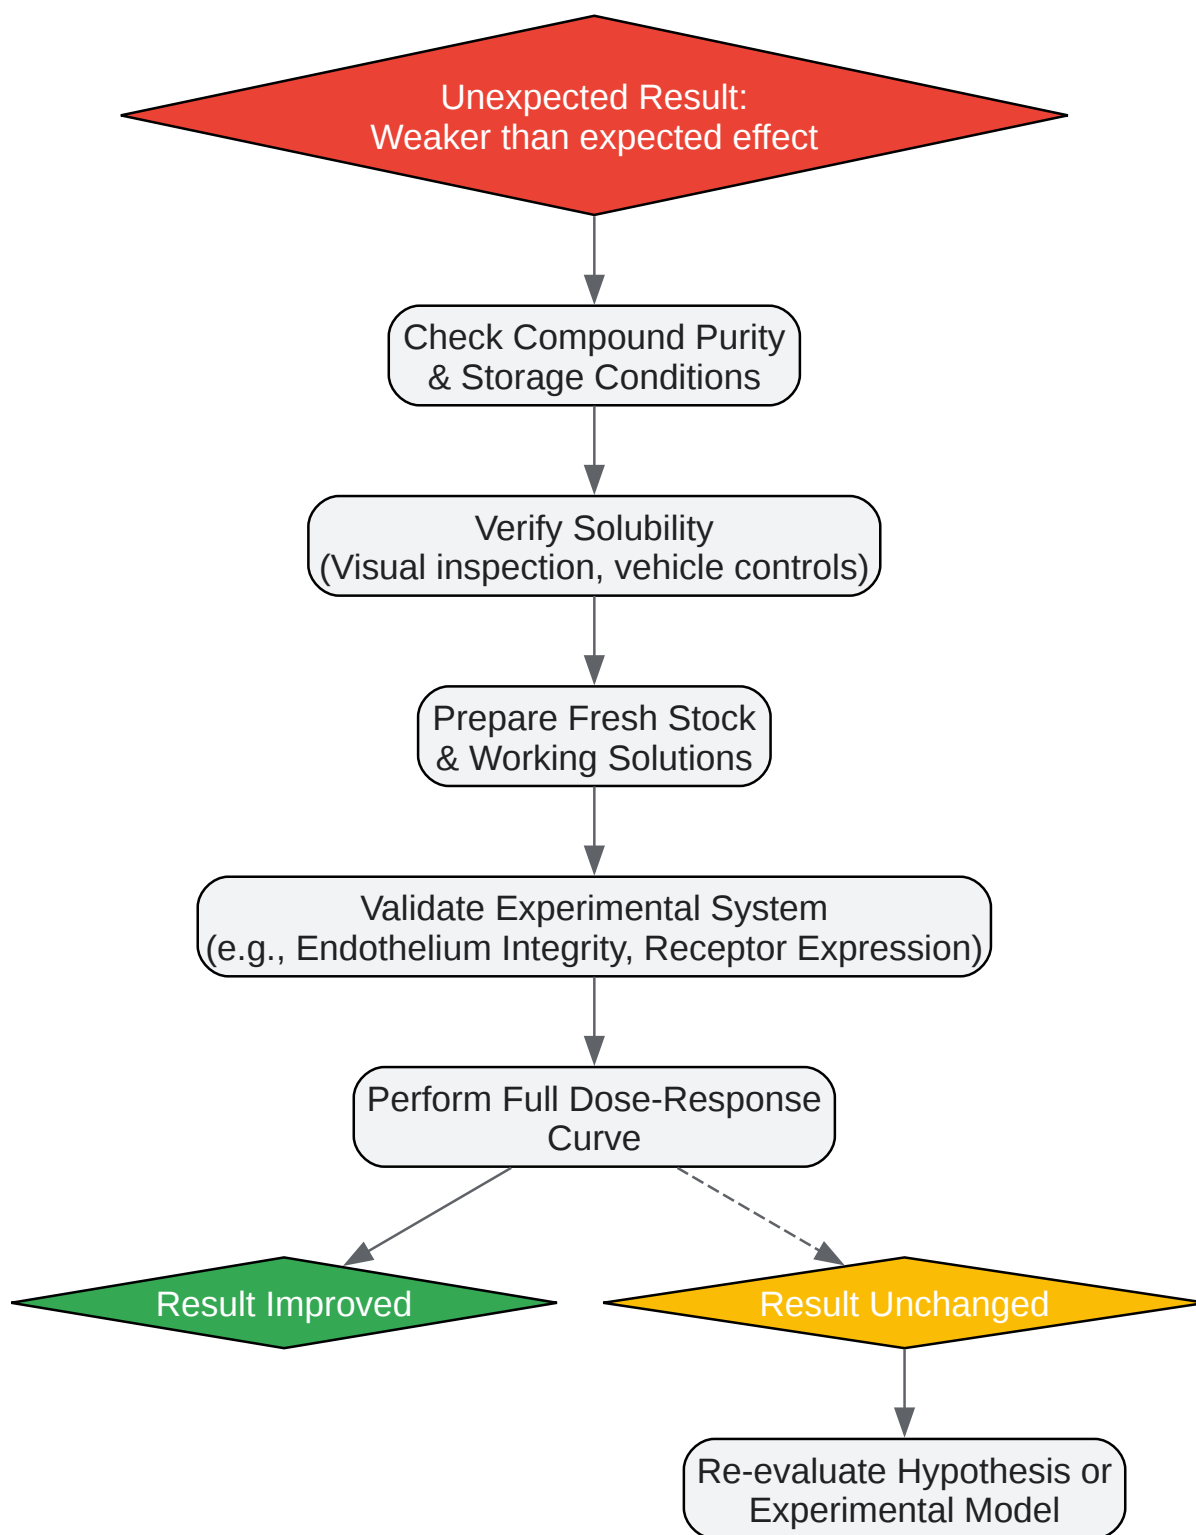 Unexpected Result:
Weaker than expected effect
Check Compound Purity
& Storage Conditions
Verify Solubility
(Visual inspection, vehicle controls)
Prepare Fresh Stock
& Working Solutions
Validate Experimental System
(e.g., Endothelium Integrity, Receptor Expression)
Perform Full Dose-Response
Curve
Result Improved
Result Unchanged
Re-evaluate Hypothesis or
Experimental Model